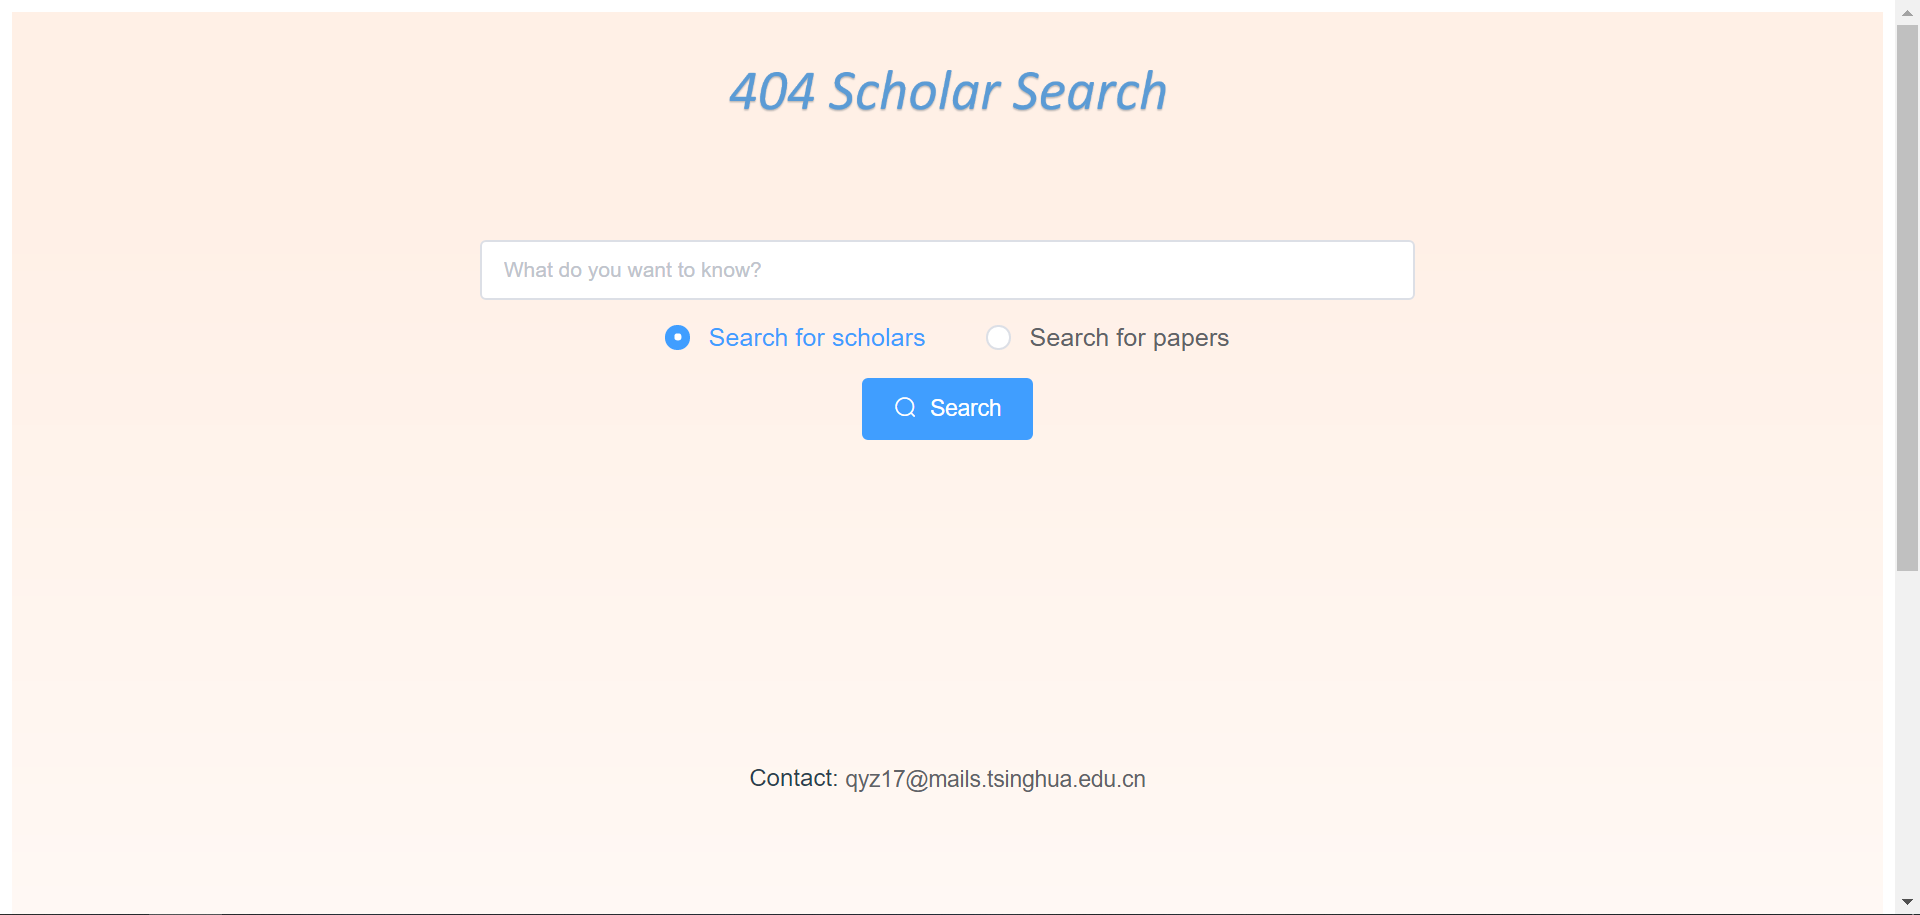 404 Scholar Search
What do you want to know?
Search for scholars Search for papers
Search
Contact: qyz17@mails.tsinghua.edu.cn